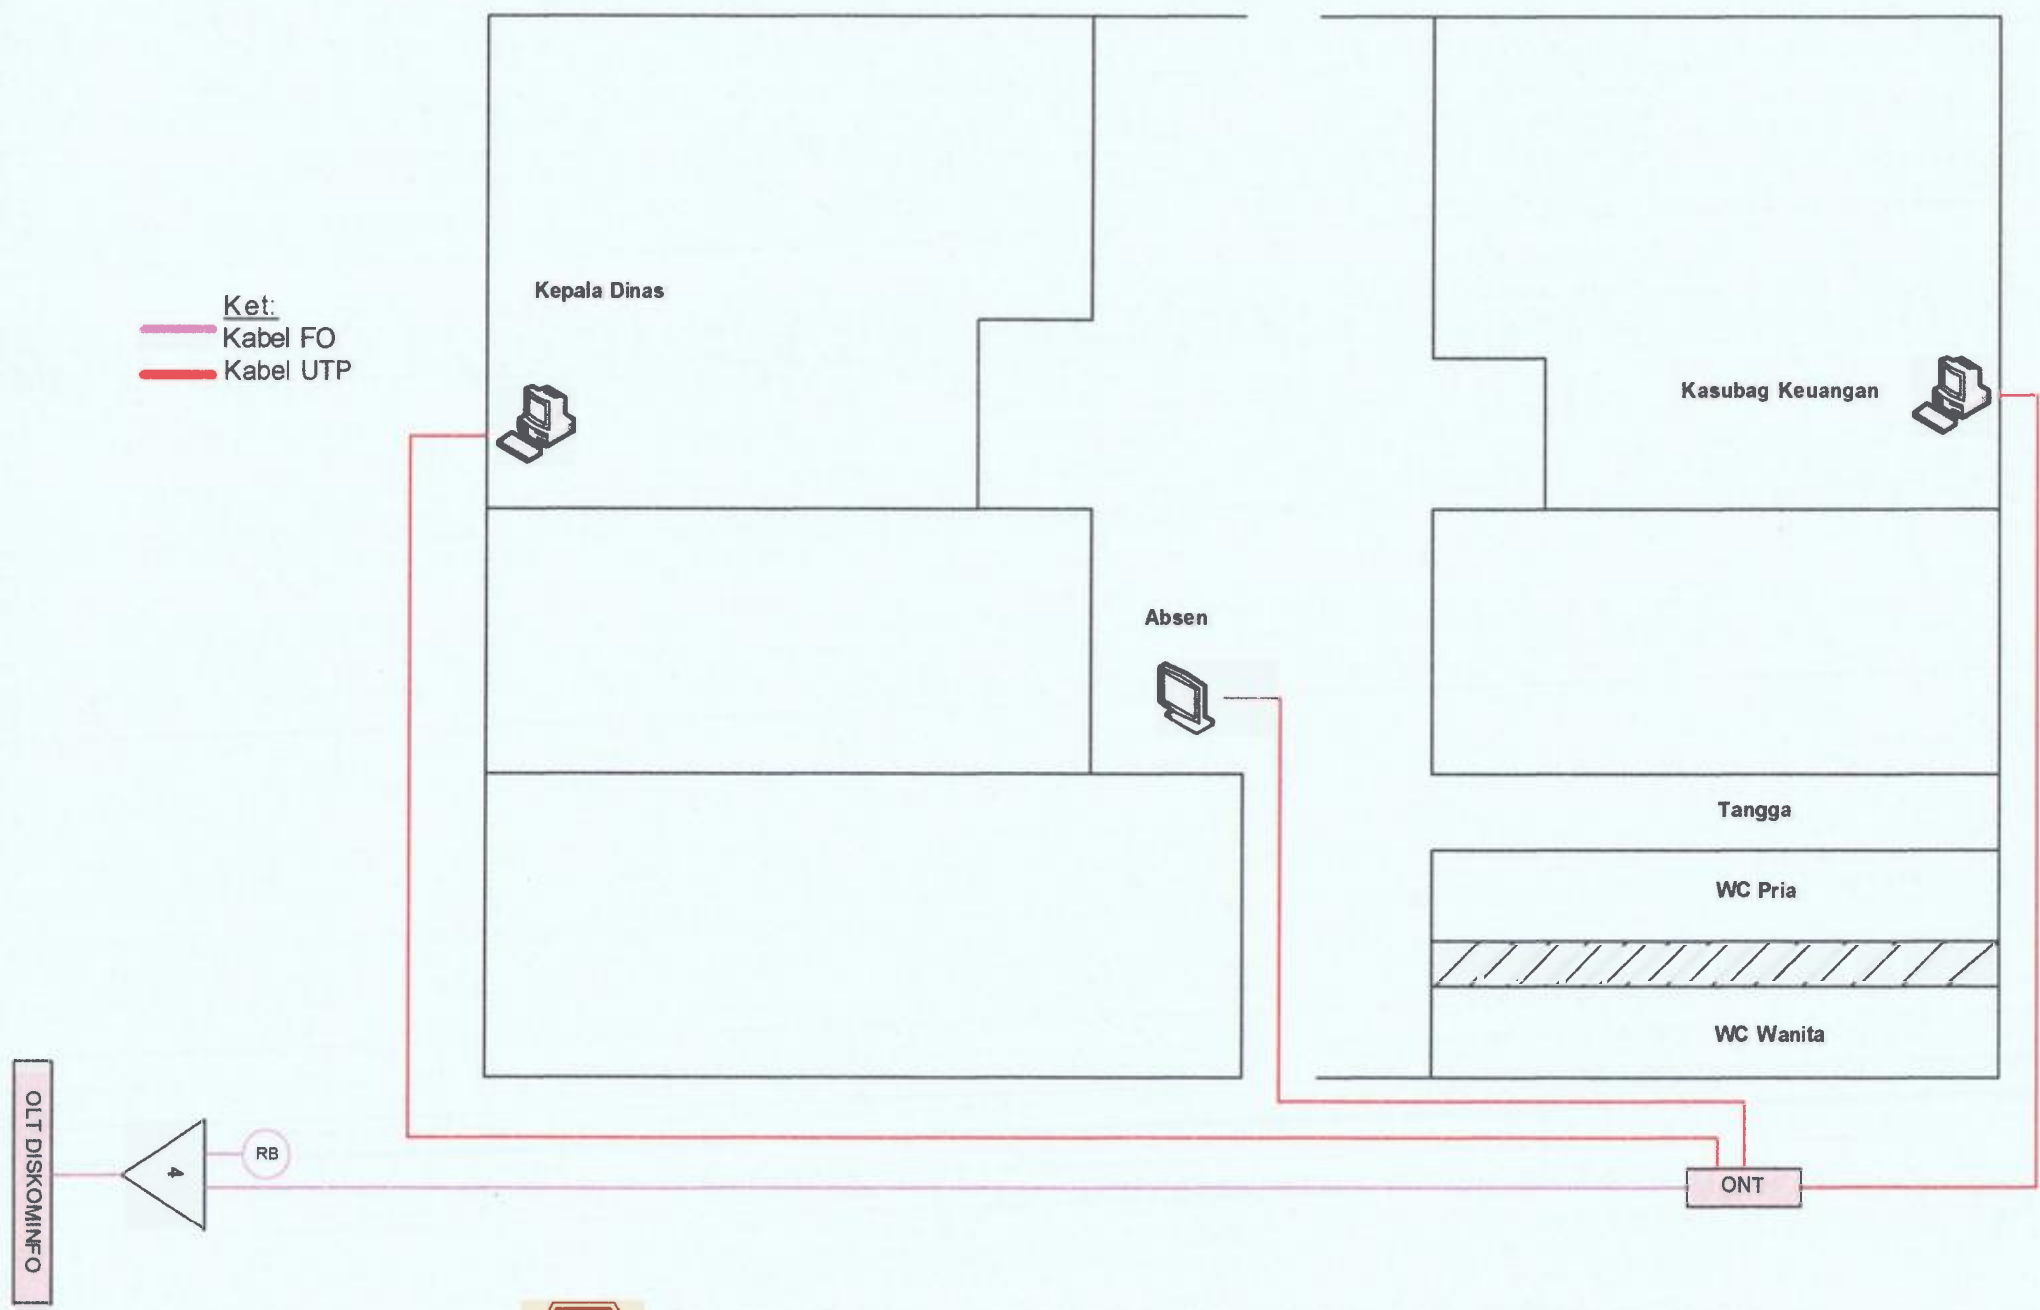 Ket:
Kabel FO
Kabel UTP
Kepala Dinas
Kasubag Keuangan
Absen
Tangga
WC Pria
WC Wanita
OLT DISKOMINFO
4
RB
ONT